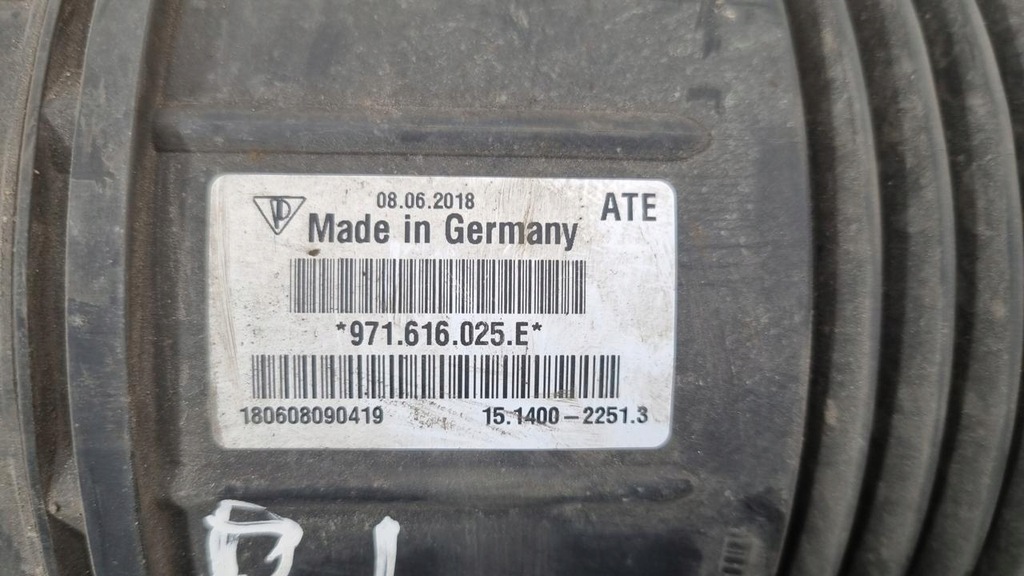 08.06.2018
ATE
Made in Germany
*971.616.025.E*
180608090419
15.1400-2251.3